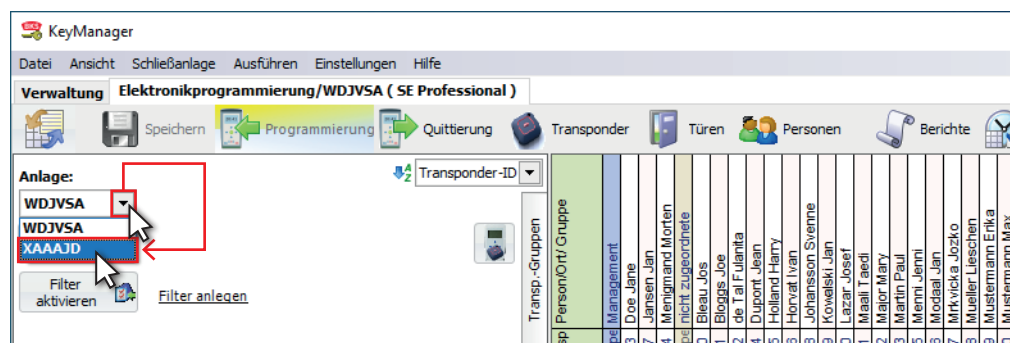 KeyManager
Datei Ansicht Schließanlage Ausführen Einstellungen Hilfe
Verwaltung Elektronikprogrammierung/WDJVSA ( SE Professional )
Speichern Programmierung Quittierung Transponder Türen Personen Berichte
Anlage:
Transponder-ID
WDJVSA
WDJVSA
XAAAJD
Filter
aktivieren
Filter anlegen
Transp.-Gruppen
Person/Ort/ Gruppe
Management
Doe Jane
Jansen Jan
Menigmand Morten
nicht zugeordnete
Bleau Jos
Bloggs Joe
de Tal Fulanita
Dupont Jean
Holland Harry
Horvat Ivan
Johansson Svenne
Kowalski Jan
Lazar Josef
Maali Taedi
Major Mary
Martin Paul
Menni Jenni
Modaal Jan
Mrkvicka Jozko
Mueller Lieschen
Mustermann Erika
Mustermann Max